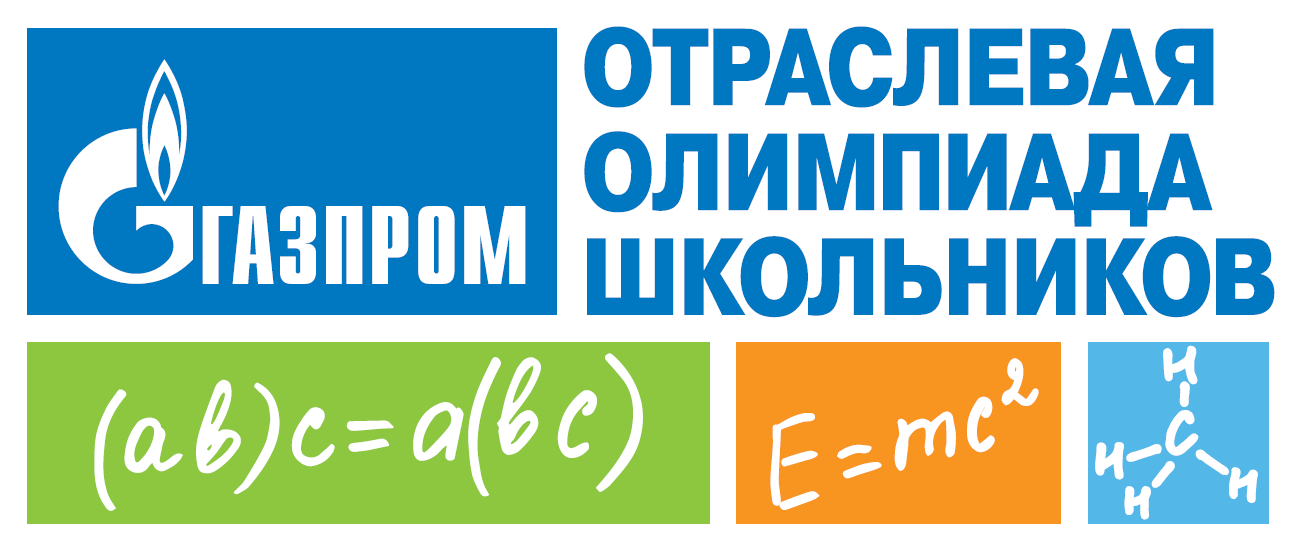 ГАЗПРОМ
ОТРАСЛЕВАЯ
ОЛИМПИАДА
ШКОЛЬНИКОВ
(ab)c=a(bc)
E=mc²
H
C
H H H